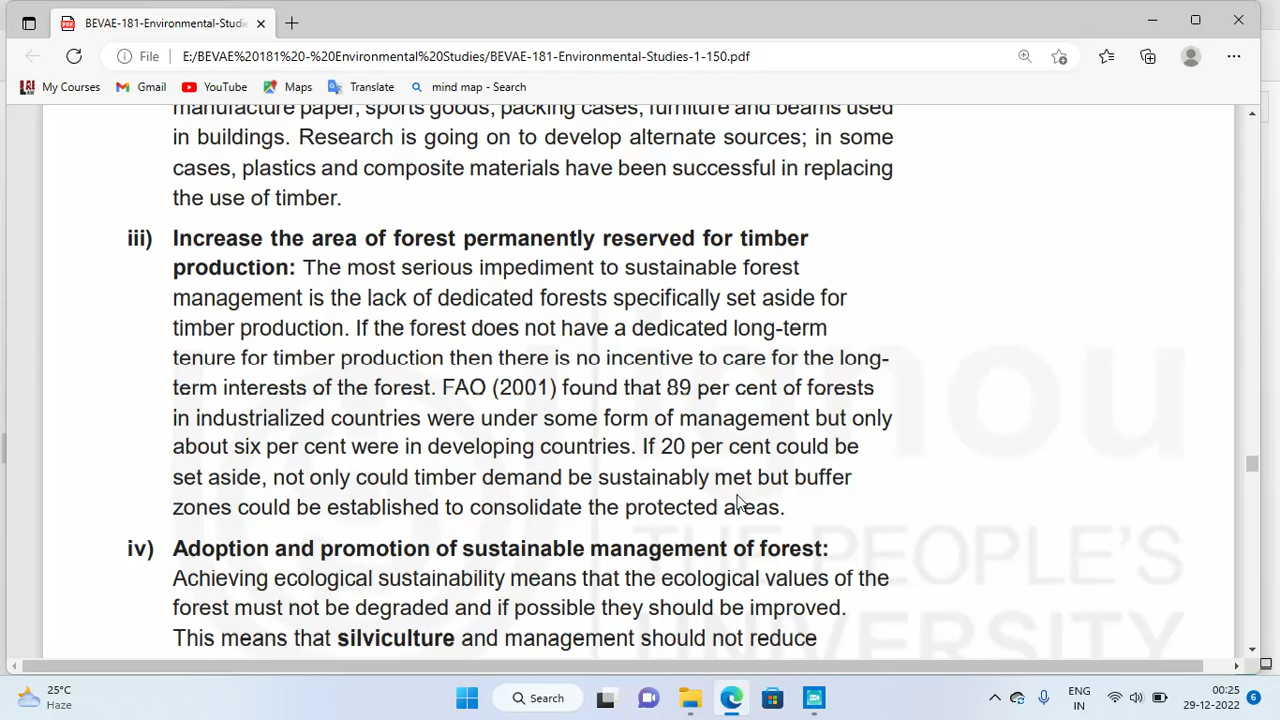 BEVAE-181-Environmental-Studi
File
E:/BEVAE%20181%20-%20Environmental%20Studies/BEVAE-181-Environmental-Studies-1-150.pdf
My Courses
Gmail
YouTube
Maps
Translate
mind map - Search
manufacture paper, sports goods, packing cases, furniture and beams used
in buildings. Research is going on to develop alternate sources; in some
cases, plastics and composite materials have been successful in replacing
the use of timber.
iii) Increase the area of forest permanently reserved for timber
production: The most serious impediment to sustainable forest
management is the lack of dedicated forests specifically set aside for
timber production. If the forest does not have a dedicated long-term
tenure for timber production then there is no incentive to care for the long-
term interests of the forest. FAO (2001) found that 89 per cent of forests
in industrialized countries were under some form of management but only
about six per cent were in developing countries. If 20 per cent could be
set aside, not only could timber demand be sustainably met but buffer
zones could be established to consolidate the protected areas.
iv) Adoption and promotion of sustainable management of forest:
Achieving ecological sustainability means that the ecological values of the
forest must not be degraded and if possible they should be improved.
This means that silviculture and management should not reduce
ignou
THE PEOPLE'S
UNIVERSITY
25°C
Haze
Search
ENG
IN
00:25
29-12-2022
6